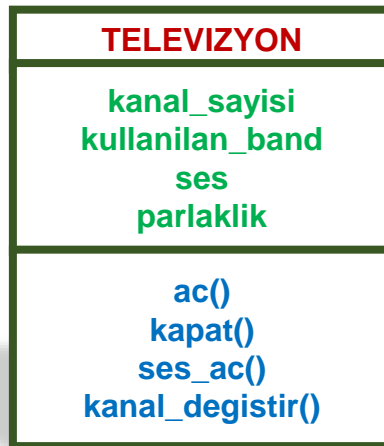 TELEVIZYON
kanal_sayisi
kullanilan_band
ses
parlaklik
ac()
kapat()
ses_ac()
kanal_degistir()